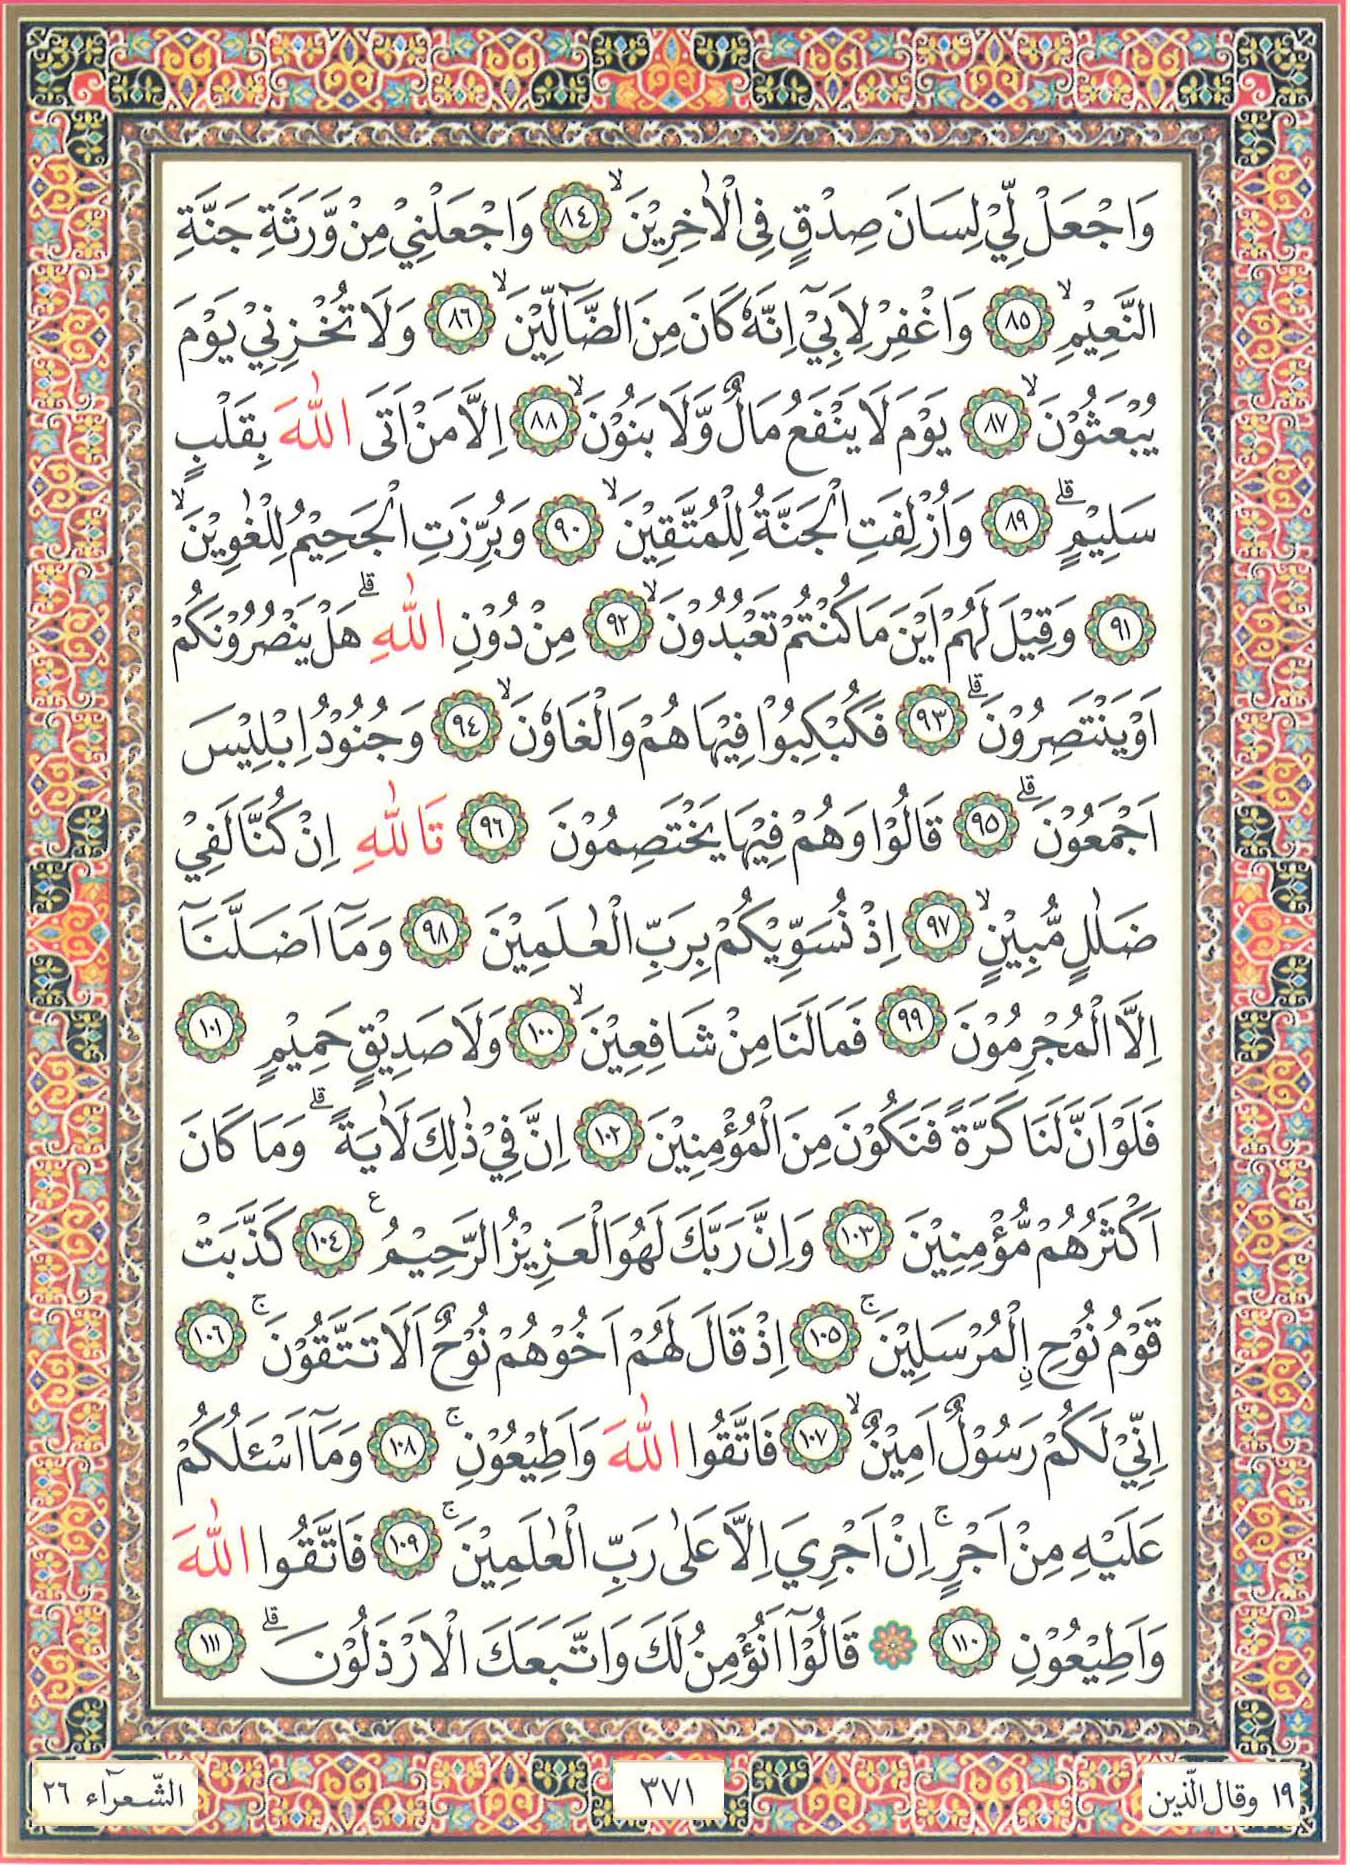 وَاجْعَلْ لِّيْ لِسَانَ صِدْقٍ فِى الْاٰخِرِيْنَ ۙ ٨٤ وَاجْعَلْنِيْ مِنْ وَّرَثَةِ جَنَّةِ
النَّعِيْمِ ۙ ٨٥ وَاغْفِرْ لِاَبِيْٓ اِنَّهٗ كَانَ مِنَ الضَّاۤلِّيْنَ ۙ ٨٦ وَلَا تُخْزِنِيْ يَوْمَ
يُبْعَثُوْنَ ۙ ٨٧ يَوْمَ لَا يَنْفَعُ مَالٌ وَّلَا بَنُوْنَ ۙ ٨٨ اِلَّا مَنْ اَتَى اللّٰهَ بِقَلْبٍ
سَلِيْمٍ ۗ ٨٩ وَاُزْلِفَتِ الْجَنَّةُ لِلْمُتَّقِيْنَ ۙ ٩٠ وَبُرِّزَتِ الْجَحِيْمُ لِلْغٰوِيْنَ ۙ
٩١ وَقِيْلَ لَهُمْ اَيْنَ مَا كُنْتُمْ تَعْبُدُوْنَ ۙ ٩٢ مِنْ دُوْنِ اللّٰهِ ۗ هَلْ يَنْصُرُوْنَكُمْ
اَوْ يَنْتَصِرُوْنَ ۗ ٩٣ فَكُبْكِبُوْا فِيْهَا هُمْ وَالْغَاوٗنَ ۙ ٩٤ وَجُنُوْدُ اِبْلِيْسَ
اَجْمَعُوْنَ ۗ ٩٥ قَالُوْا وَهُمْ فِيْهَا يَخْتَصِمُوْنَ ٩٦ تَاللّٰهِ اِنْ كُنَّا لَفِيْ
ضَلٰلٍ مُّبِيْنٍ ۙ ٩٧ اِذْ نُسَوِّيْكُمْ بِرَبِّ الْعٰلَمِيْنَ ٩٨ وَمَآ اَضَلَّنَآ
اِلَّا الْمُجْرِمُوْنَ ٩٩ فَمَا لَنَا مِنْ شَافِعِيْنَ ۙ ١٠٠ وَلَا صَدِيْقٍ حَمِيْمٍ ١٠١
فَلَوْ اَنَّ لَنَا كَرَّةً فَنَكُوْنَ مِنَ الْمُؤْمِنِيْنَ ١٠٢ اِنَّ فِيْ ذٰلِكَ لَاٰيَةً ۗ وَمَا كَانَ
اَكْثَرُهُمْ مُّؤْمِنِيْنَ ١٠٣ وَاِنَّ رَبَّكَ لَهُوَ الْعَزِيْزُ الرَّحِيْمُ ࣖ ١٠٤ كَذَّبَتْ
قَوْمُ نُوْحِ ِۨالْمُرْسَلِيْنَ ۚ ١٠٥ اِذْ قَالَ لَهُمْ اَخُوْهُمْ نُوْحٌ اَلَا تَتَّقُوْنَ ۚ ١٠٦
اِنِّيْ لَكُمْ رَسُوْلٌ اَمِيْنٌ ۙ ١٠٧ فَاتَّقُوا اللّٰهَ وَاَطِيْعُوْنِ ۚ ١٠٨ وَمَآ اَسْـَٔلُكُمْ
عَلَيْهِ مِنْ اَجْرٍ ۚ اِنْ اَجْرِيَ اِلَّا عَلٰى رَبِّ الْعٰلَمِيْنَ ۚ ١٠٩ فَاتَّقُوا اللّٰهَ
وَاَطِيْعُوْنِ ١١٠ ۞ قَالُوْٓا اَنُؤْمِنُ لَكَ وَاتَّبَعَكَ الْاَرْذَلُوْنَ ۗ ١١١
١٩ وقال الّذين
٣٧١
الشّعراۤء ٢٦